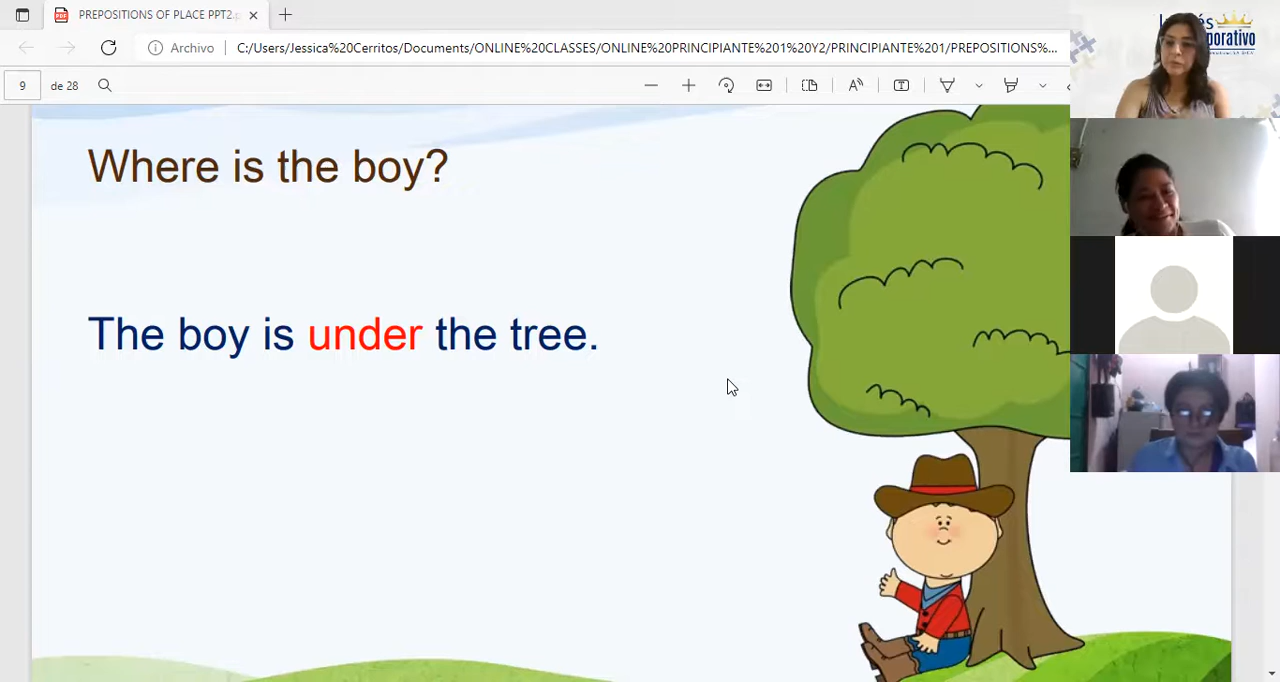 PREPOSITIONS OF PLACE PPT2.p
Archivo
C:/Users/Jessica%20Cerritos/Documents/ONLINE%20CLASSES/ONLINE%20PRINCIPIANTE%201%20Y2/PRINCIPIANTE%201/PREPOSITIONS%...
9 de 28
Where is the boy?
The boy is under the tree.